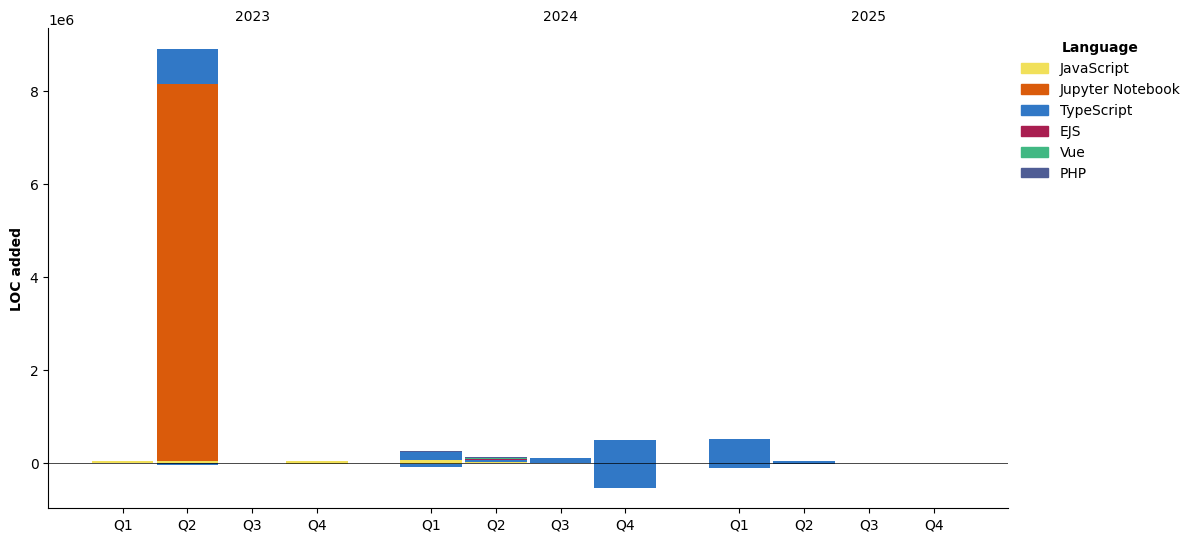 1e6
2023
2024
2025
8
6
4
2
0
LOC added
Q1 Q2 Q3 Q4 Q1 Q2 Q3 Q4 Q1 Q2 Q3 Q4
Language
JavaScript
Jupyter Notebook
TypeScript
EJS
Vue
PHP